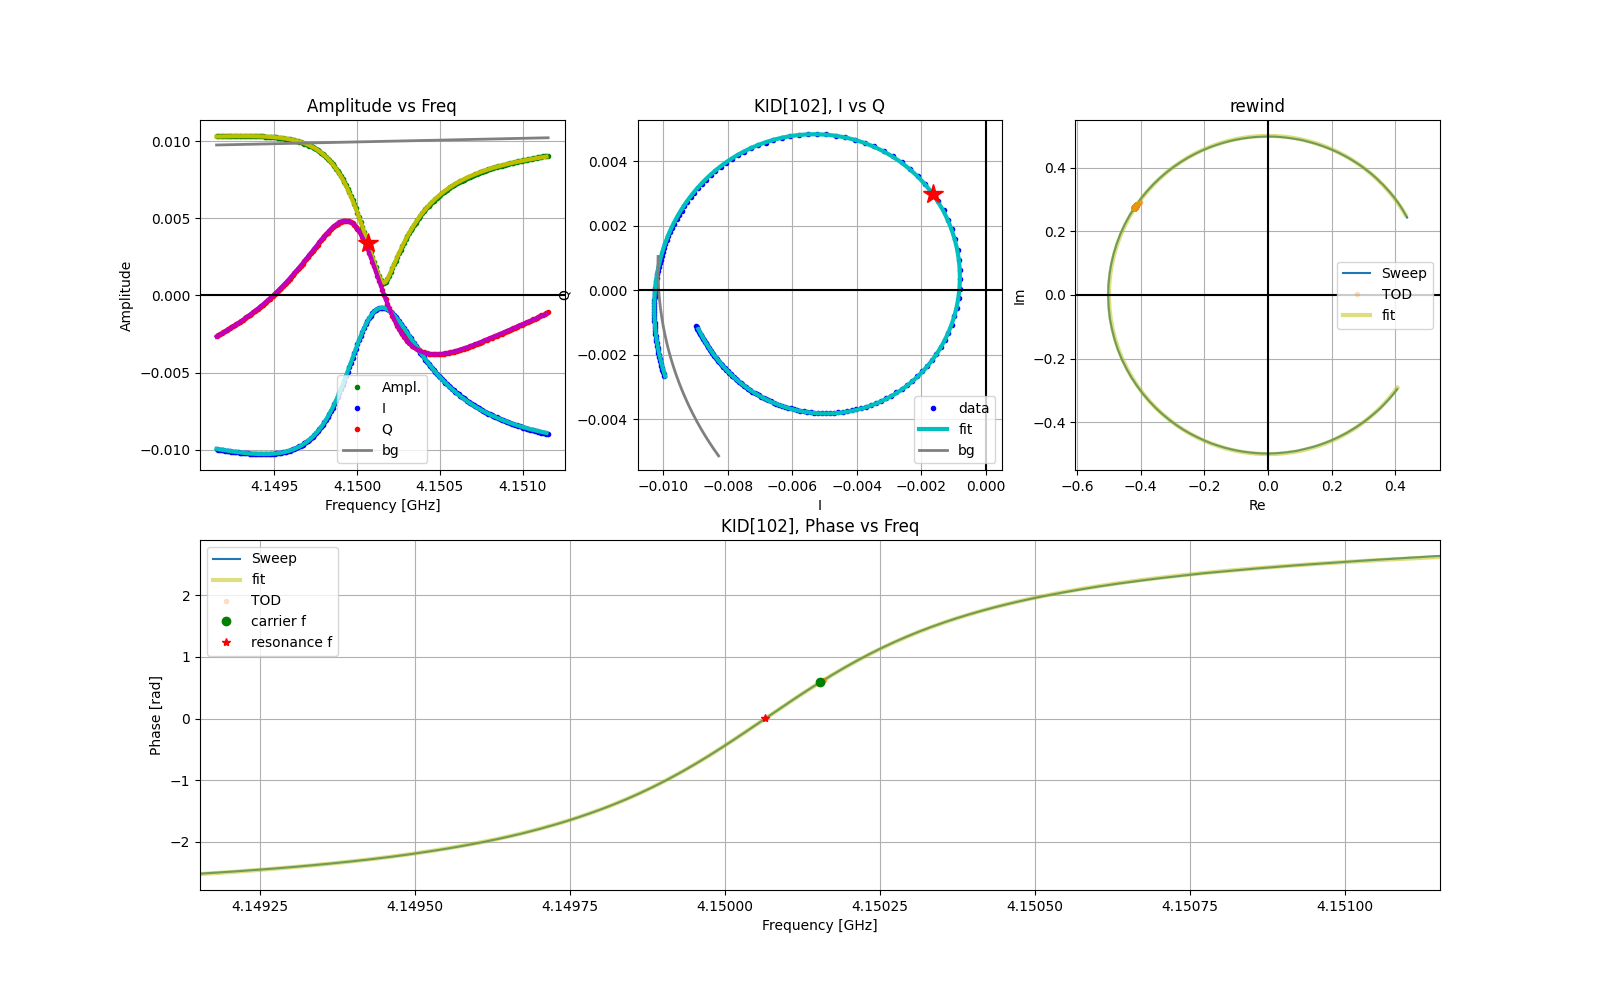 Amplitude vs Freq
0.010
0.005
0.000
−0.005
−0.010
Amplitude
4.1495
4.1500
4.1505
4.1510
Frequency [GHz]
Ampl.
I
Q
bg
KID[102], I vs Q
0.004
0.002
0.000
−0.002
−0.004
Q
−0.010
−0.008
−0.006
−0.004
−0.002
0.000
I
data
fit
bg
rewind
0.4
0.2
0.0
−0.2
−0.4
Im
−0.6
−0.4
−0.2
0.0
0.2
0.4
Re
Sweep
TOD
fit
KID[102], Phase vs Freq
2
1
0
−1
−2
Phase [rad]
4.14925
4.14950
4.14975
4.15000
4.15025
4.15050
4.15075
4.15100
Frequency [GHz]
Sweep
fit
TOD
carrier f
resonance f